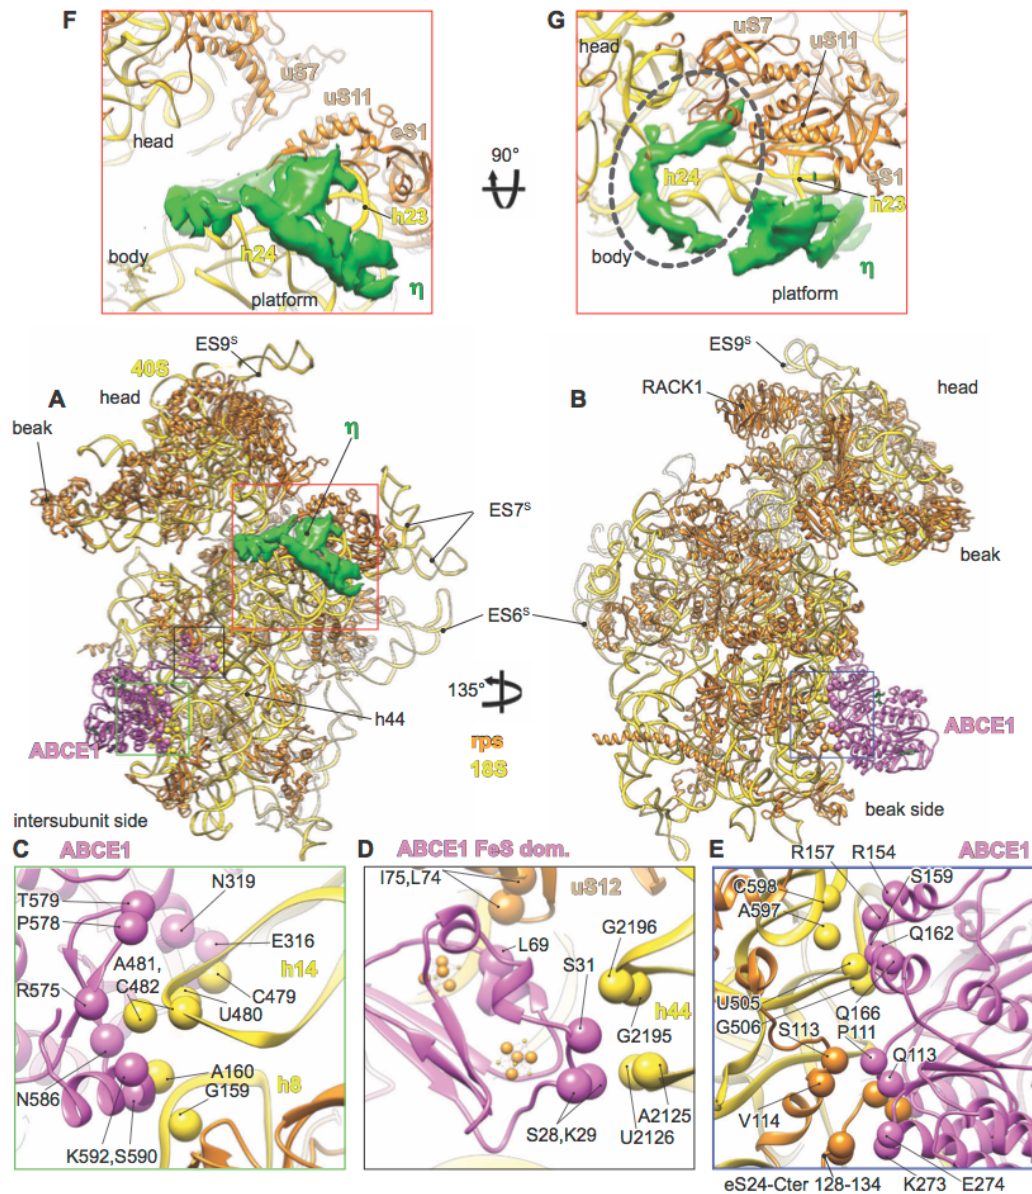 F
uS7
uS11
eS1
head
h23
h24
body
platform
η
90°
G
uS7
uS11
head
h24
eS1
h23
body
η
platform
ES9ˢ
40S
A
head
beak
η
ES7ˢ
ES6ˢ
135°
h44
ABCE1
rps
18S
intersubunit side
ES9ˢ
RACK1
B
head
beak
ABCE1
beak side
C
ABCE1
T579
N319
P578
E316
A481,
C482
h14
R575
C479
U480
A160
h8
G159
N586
K592,S590
D
ABCE1 FeS dom.
I75,L74
uS12
G2196
L69
S31
h44
G2195
A2125
S28,K29
U2126
E
R157
R154
ABCE1
S159
C598
A597
Q162
U505
Q166
G506
S113
P111
Q113
V114
eS24-Cter 128-134
K273
E274